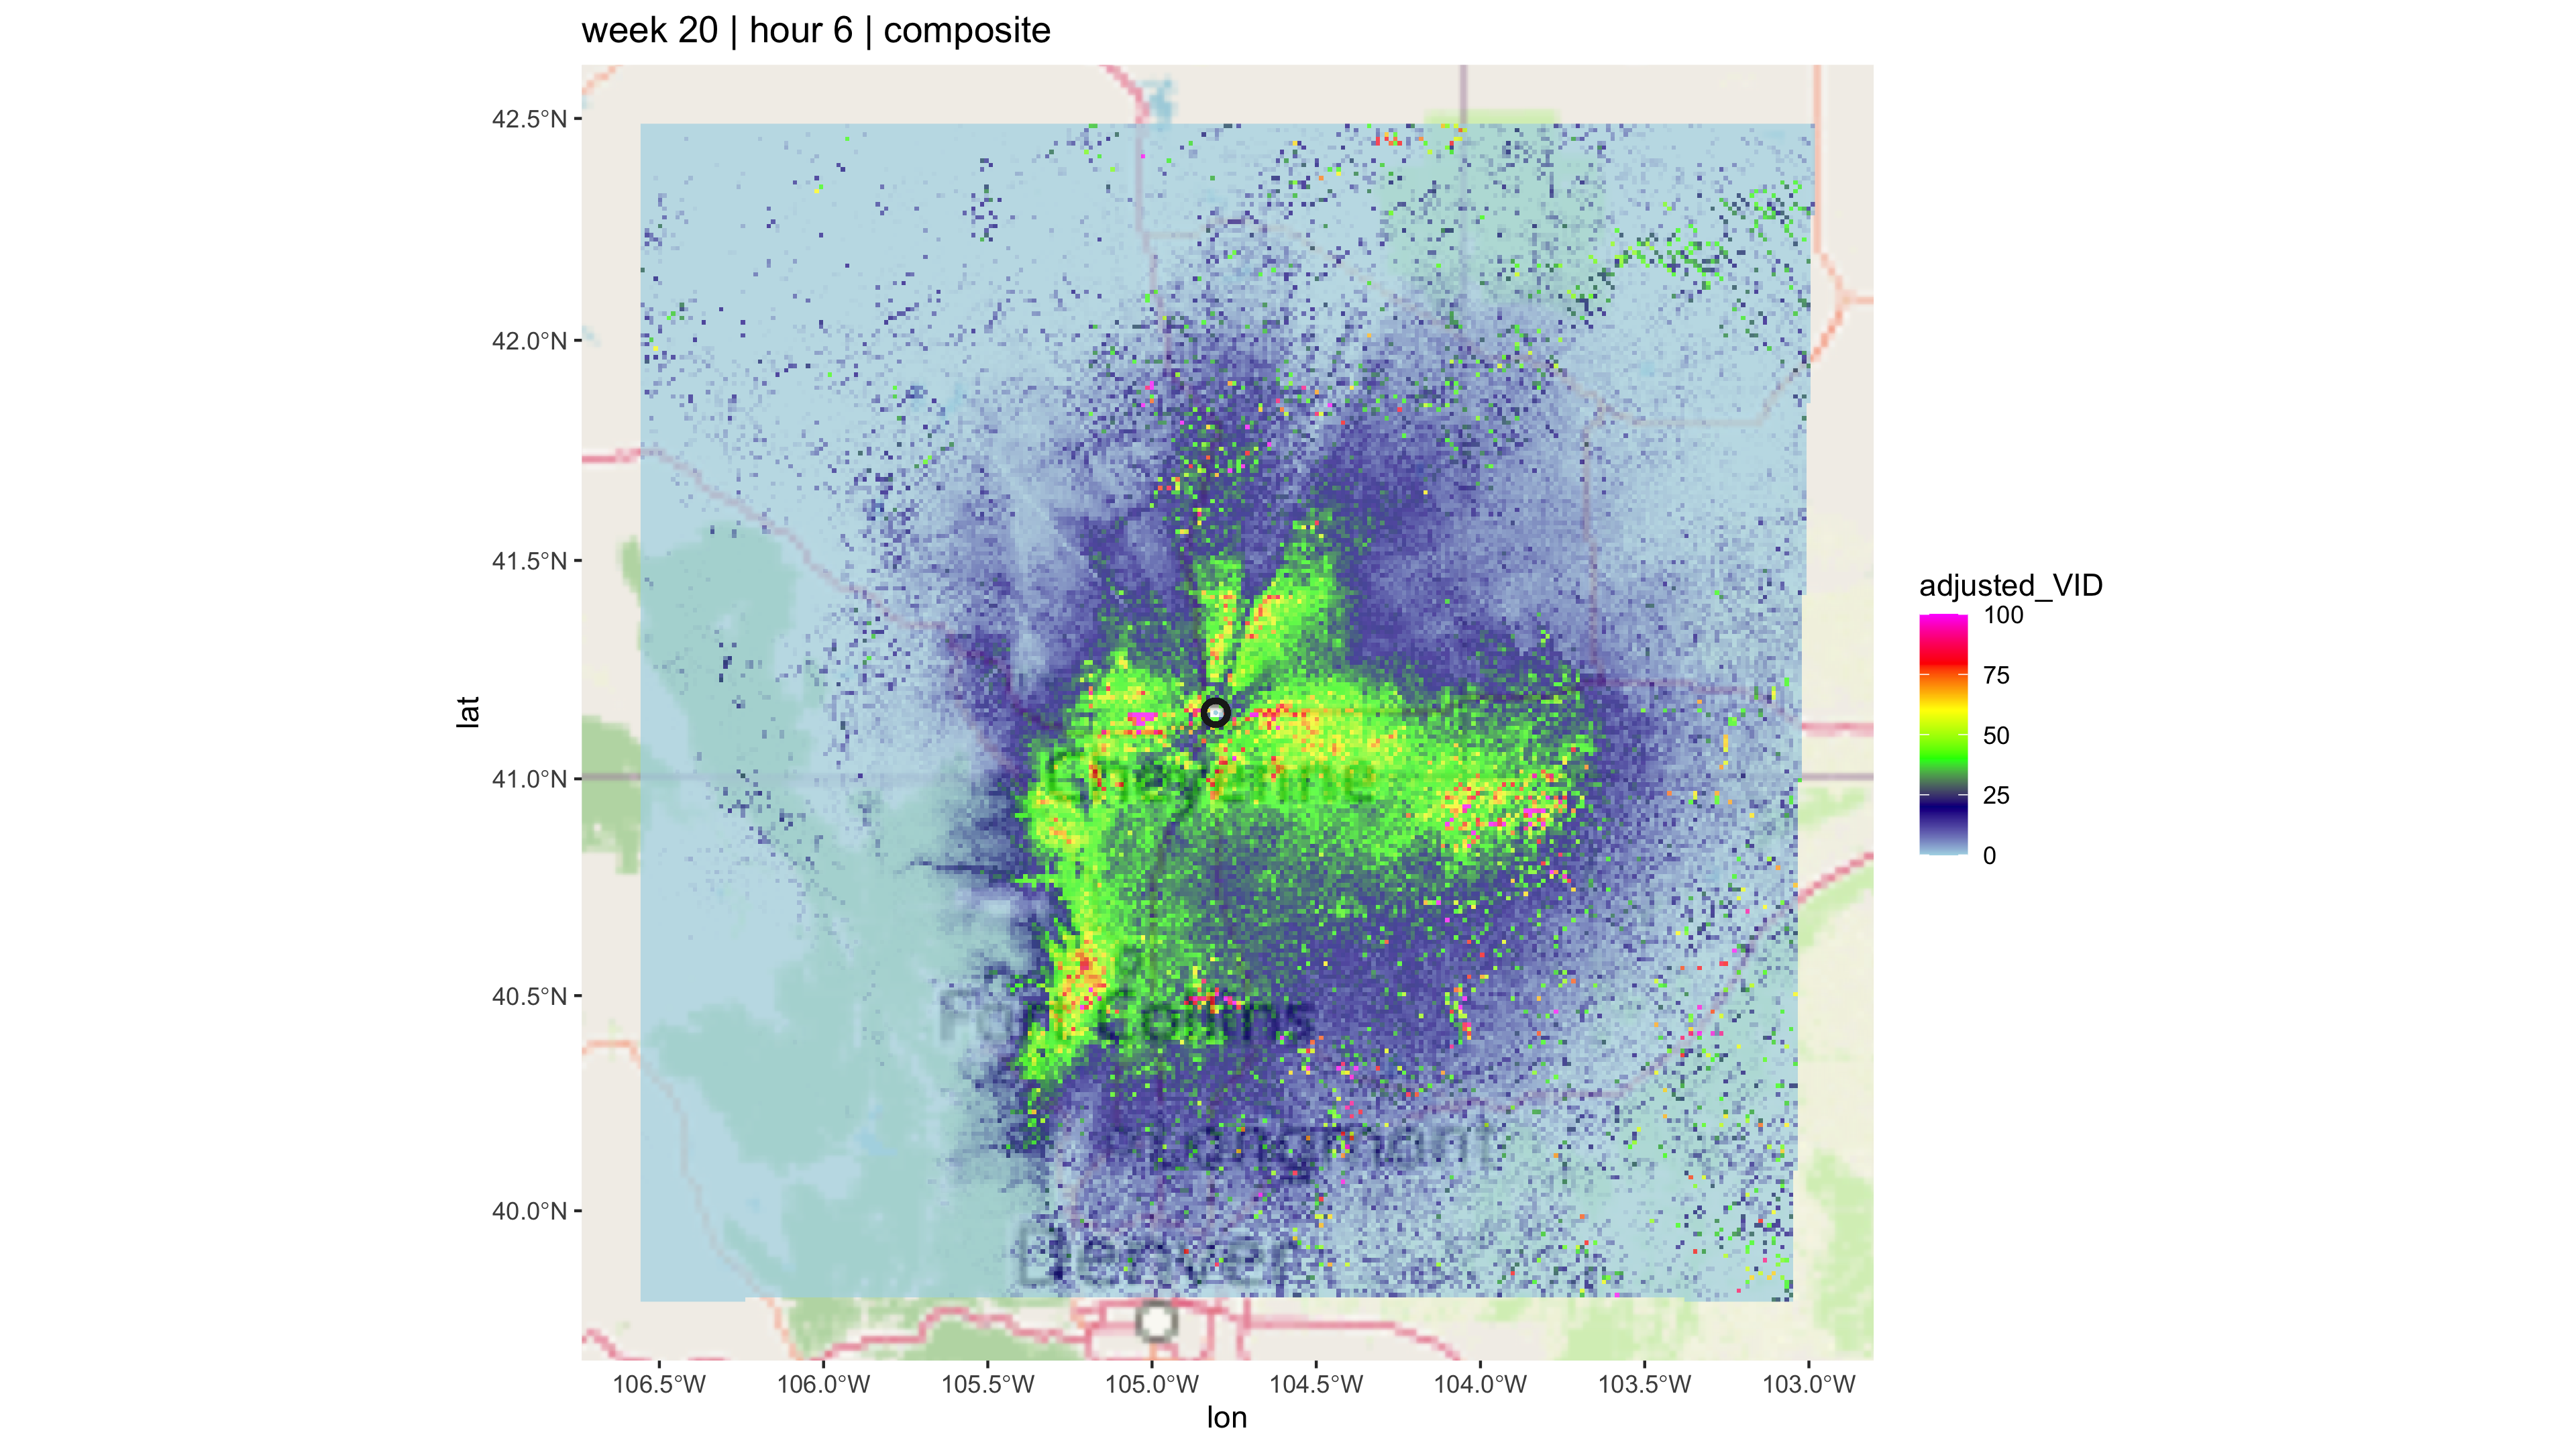 week 20 | hour 6 | composite
42.5°N
42.0°N
41.5°N
41.0°N
40.5°N
40.0°N
lat
Cheyenne
Fort Collins
Longmont
Denver
106.5°W 106.0°W 105.5°W 105.0°W 104.5°W 104.0°W 103.5°W 103.0°W
lon
adjusted_VID
100
75
50
25
0